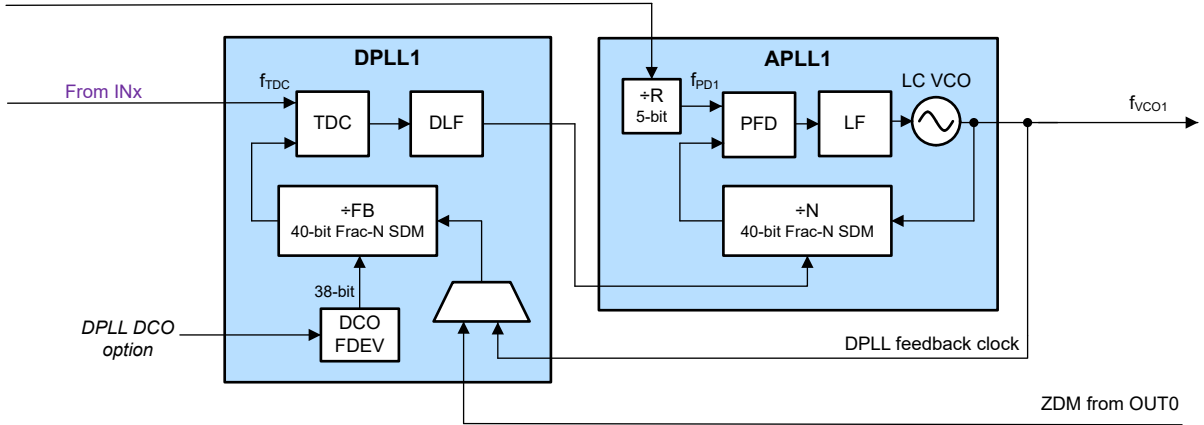 DPLL1
APLL1
From INx
fTDC
TDC
DLF
÷R
5-bit
fPD1
PFD
LF
LC VCO
fVCO1
÷FB
40-bit Frac-N SDM
÷N
40-bit Frac-N SDM
38-bit
DPLL DCO
option
DCO
FDEV
DPLL feedback clock
ZDM from OUT0